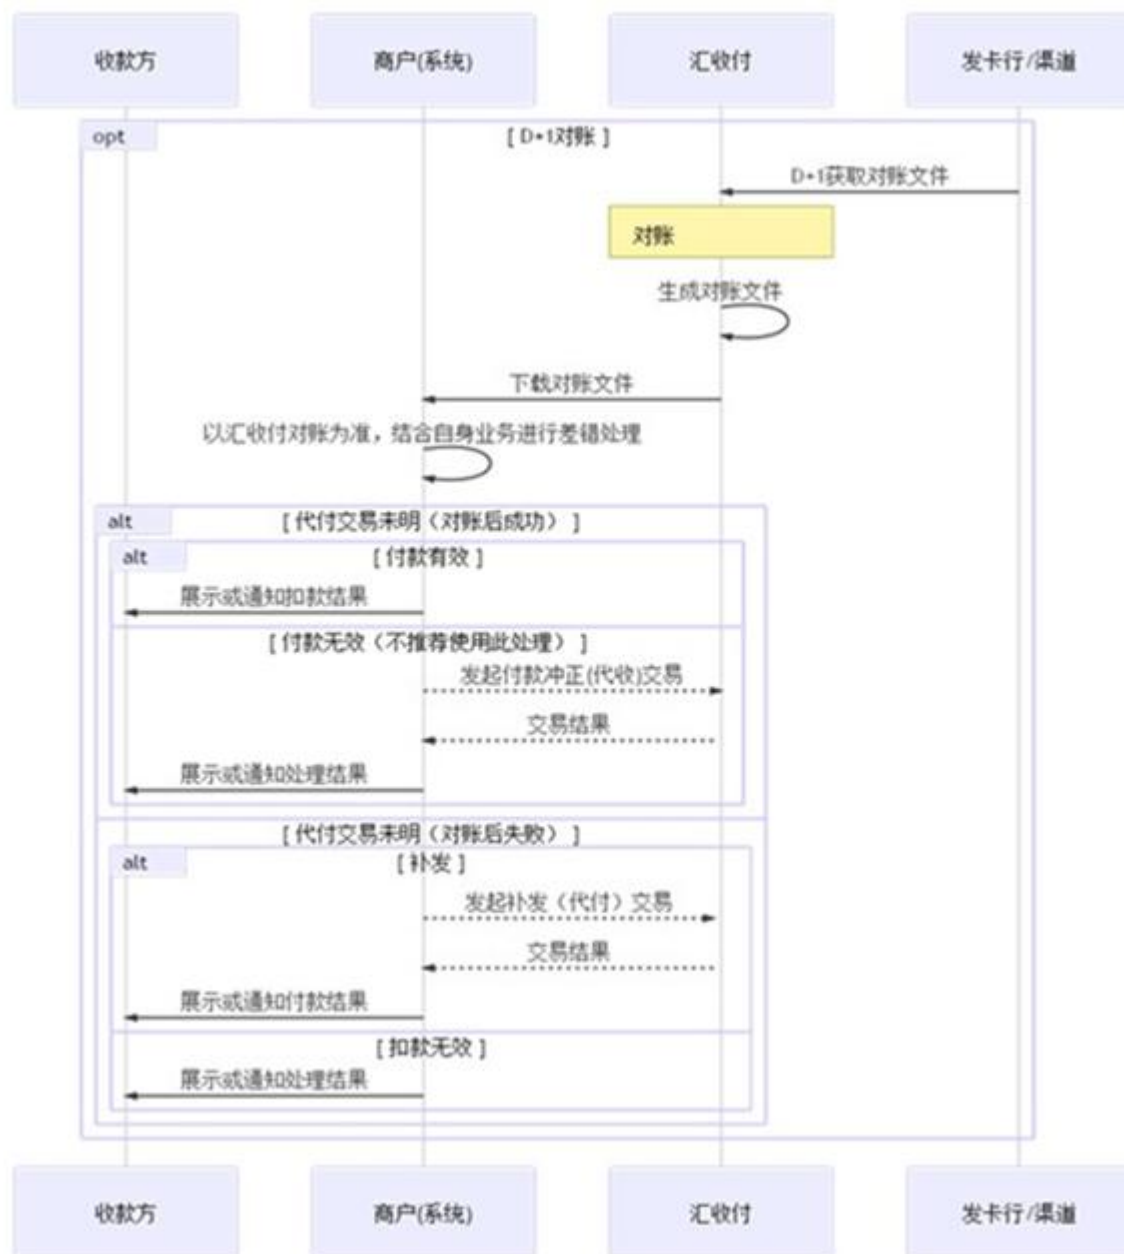 收款方 商户(系统) 汇收付 发卡行/渠道
opt [ D+1对账 ]
D+1获取对账文件
对账
生成对账文件
下载对账文件
以汇收付对账为准，结合自身业务进行差错处理
alt [ 代付交易未明（对账后成功） ]
alt [ 付款有效 ]
展示或通知扣款结果
[ 付款无效（不推荐使用此处理） ]
发起付款冲正(代收)交易
交易结果
展示或通知处理结果
[ 代付交易未明（对账后失败） ]
alt [ 补发 ]
发起补发（代付）交易
交易结果
展示或通知付款结果
[ 扣款无效 ]
展示或通知处理结果
收款方 商户(系统) 汇收付 发卡行/渠道